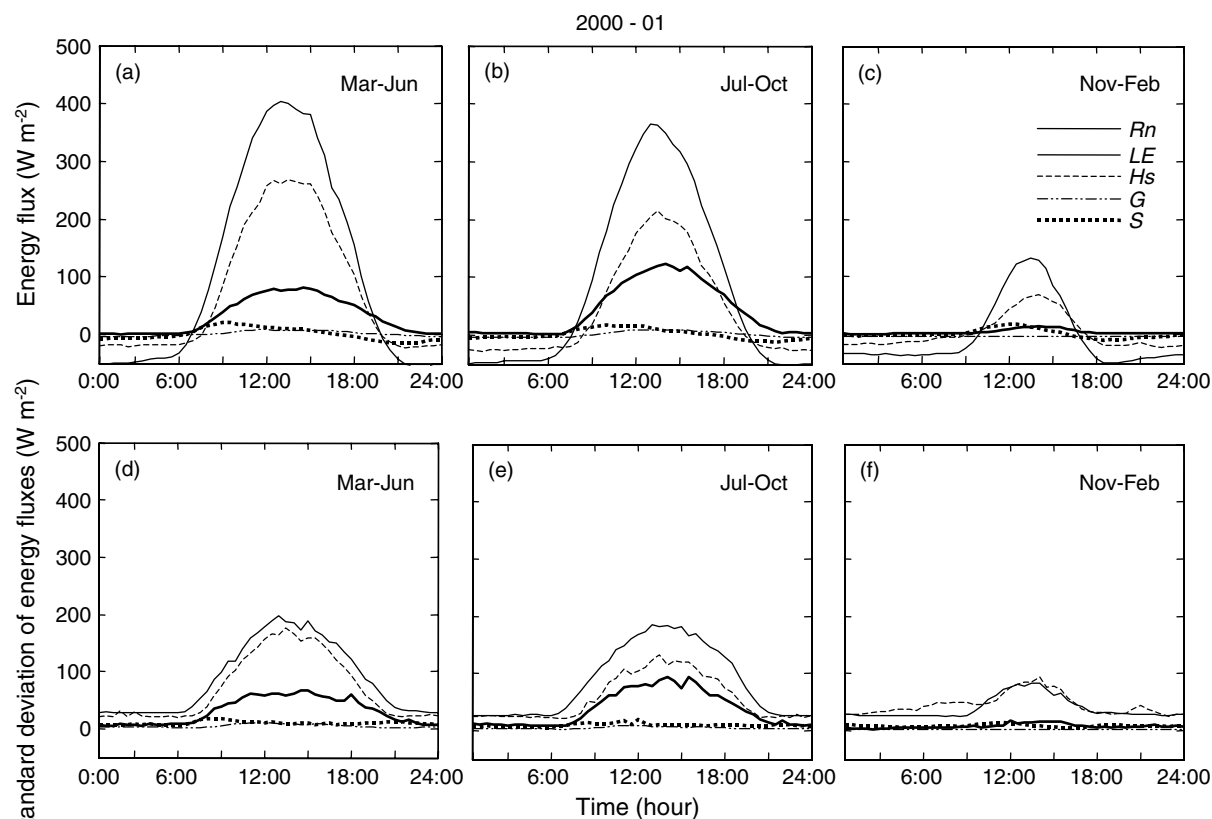 2000 - 01
(a) Mar-Jun
(b) Jul-Oct
(c) Nov-Feb
Rn
LE
Hs
G
S
Energy flux (W m-2)
500
400
300
200
100
0
0:00 6:00 12:00 18:00 24:00
6:00 12:00 18:00 24:00
6:00 12:00 18:00 24:00
(d) Mar-Jun
(e) Jul-Oct
(f) Nov-Feb
andard deviation of energy fluxes (W m-2)
500
400
300
200
100
0
0:00 6:00 12:00 18:00 24:00
6:00 12:00 18:00 24:00
6:00 12:00 18:00 24:00
Time (hour)